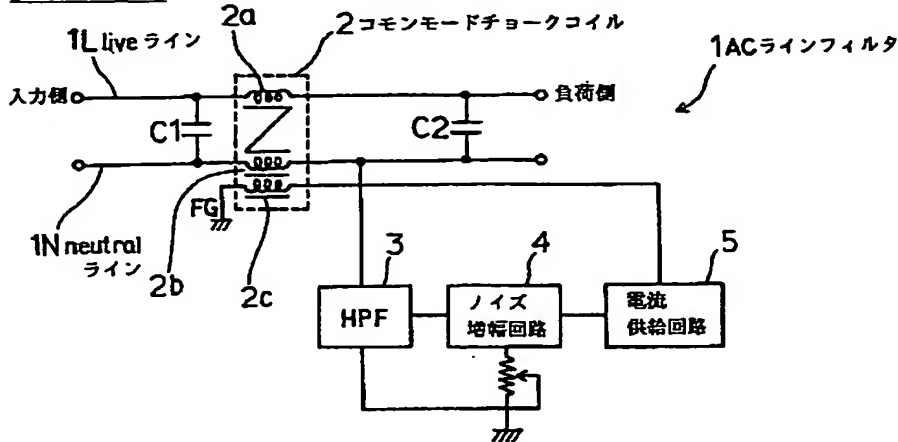 2a
2 コモンモードチョークコイル
1L live ライン
1 ACラインフィルタ
入力側
負荷側
C1
C2
FG
1N neutral
ライン
2b
2c
3
4
5
HPF
ノイズ
増幅回路
電流
供給回路